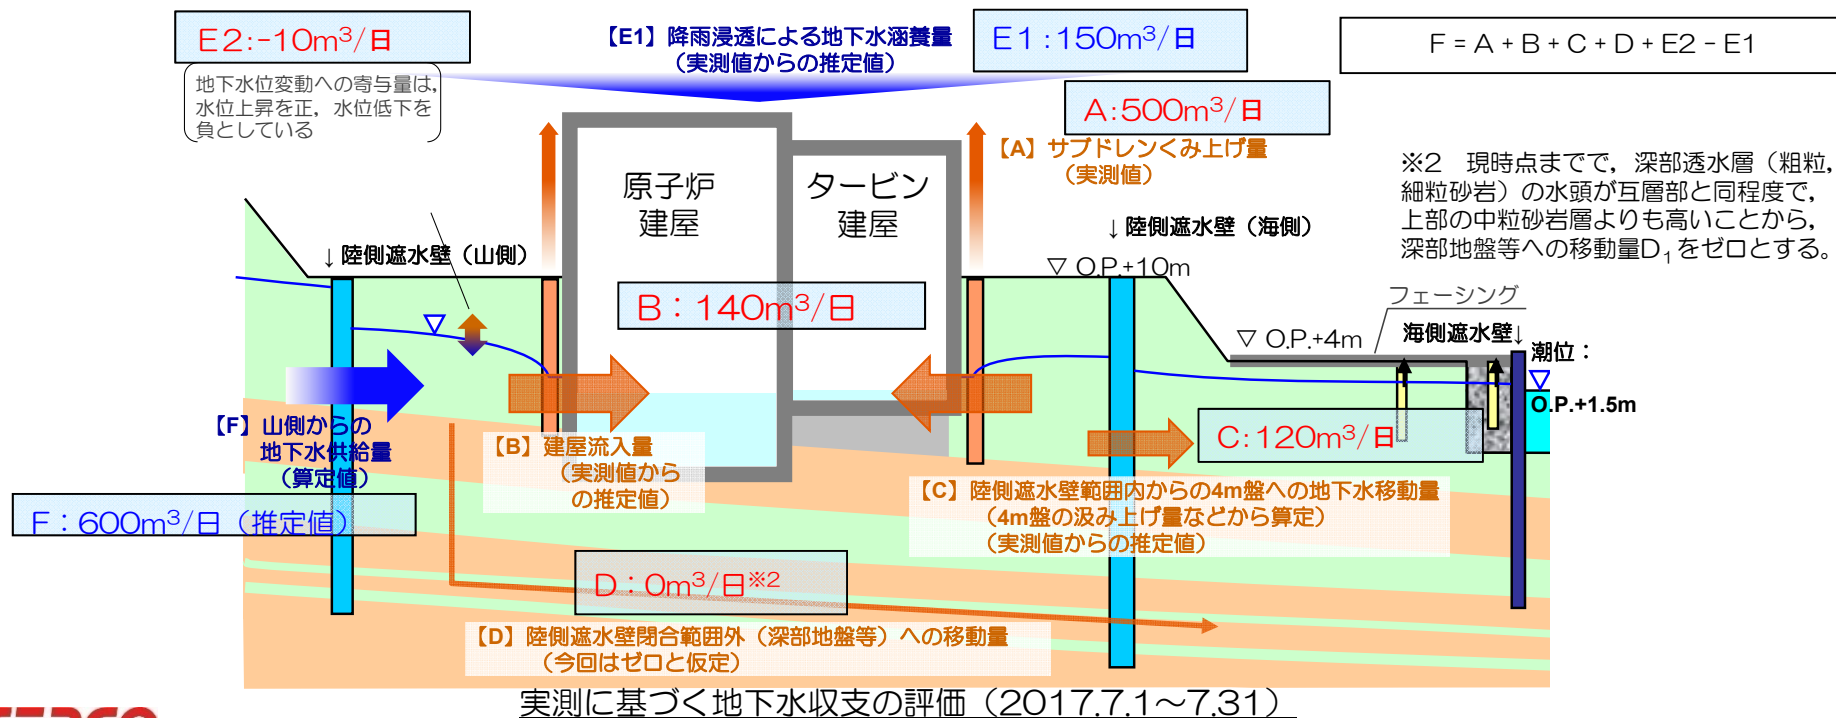 E2:-10m³/日
地下水位変動への寄与量は,
水位上昇を正，水位低下を
負としている
【E1】降雨浸透による地下水涵養量
（実測値からの推定値）
E1:150m³/日
F = A + B + C + D + E2 - E1
A:500m³/日
【A】サブドレンくみ上げ量
（実測値）
※2　現時点までで，深部透水層（粗粒，
細粒砂岩）の水頭が互層部と同程度で，
上部の中粒砂岩層よりも高いことから，
深部地盤等への移動量D₁をゼロとする。
原子炉
建屋
タービン
建屋
↓陸側遮水壁（山側）
↓陸側遮水壁（海側）
▽ O.P.+10m
B：140m³/日
フェーシング
▽ O.P.+4m
海側遮水壁↓
潮位：
O.P.+1.5m
【F】山側からの
地下水供給量
（算定値）
【B】建屋流入量
（実測値から
の推定値）
C:120m³/日
【C】陸側遮水壁範囲内からの4m盤への地下水移動量
（4m盤の汲み上げ量などから算定）
（実測値からの推定値）
F：600m³/日（推定値）
D：0m³/日※2
【D】陸側遮水壁閉合範囲外（深部地盤等）への移動量
（今回はゼロと仮定）
実測に基づく地下水収支の評価（2017.7.1～7.31）